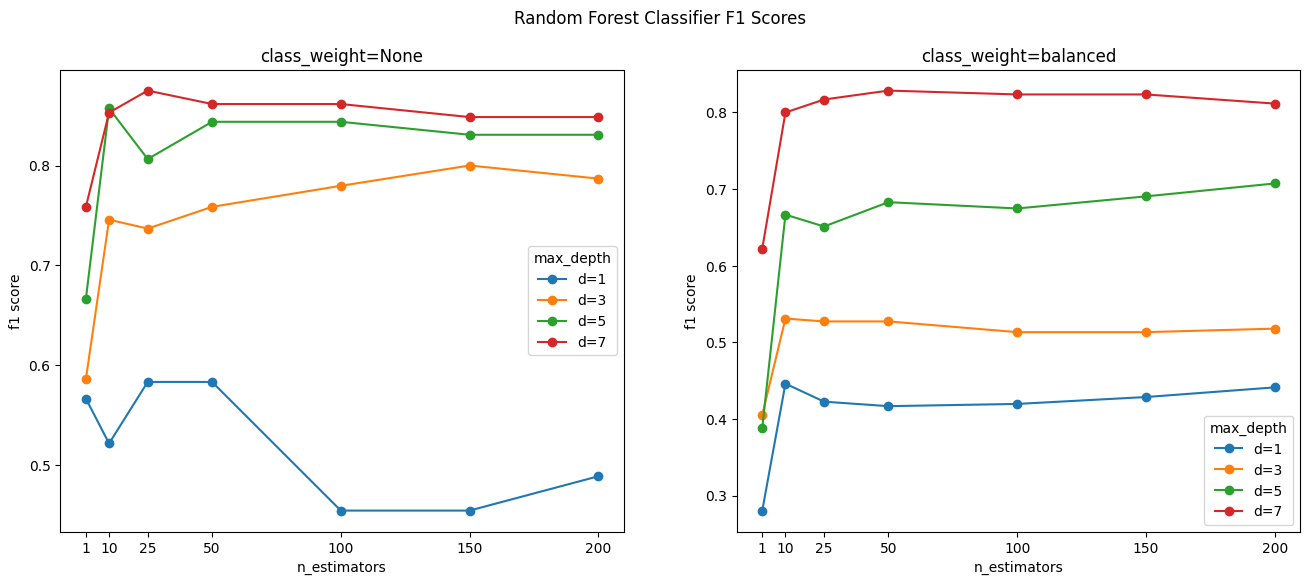 Random Forest Classifier F1 Scores
class_weight=None
f1 score
0.8
0.7
0.6
0.5
max_depth
d=1
d=3
d=5
d=7
1 10 25 50 100 150 200
n_estimators
class_weight=balanced
f1 score
0.8
0.7
0.6
0.5
0.4
0.3
max_depth
d=1
d=3
d=5
d=7
1 10 25 50 100 150 200
n_estimators